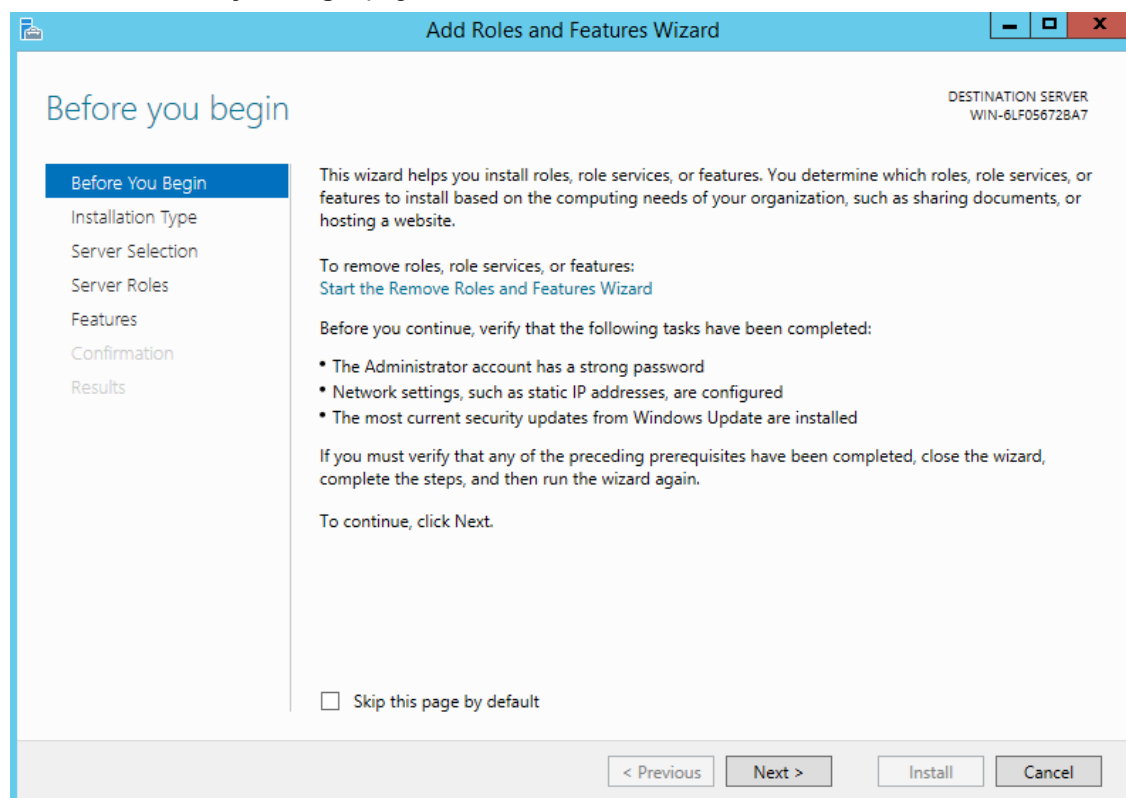 Add Roles and Features Wizard
Before you begin
DESTINATION SERVER
WIN-6LF05672BA7
Before You Begin
Installation Type
Server Selection
Server Roles
Features
Confirmation
Results
This wizard helps you install roles, role services, or features. You determine which roles, role services, or
features to install based on the computing needs of your organization, such as sharing documents, or
hosting a website.
To remove roles, role services, or features:
Start the Remove Roles and Features Wizard
Before you continue, verify that the following tasks have been completed:
• The Administrator account has a strong password
• Network settings, such as static IP addresses, are configured
• The most current security updates from Windows Update are installed
If you must verify that any of the preceding prerequisites have been completed, close the wizard,
complete the steps, and then run the wizard again.
To continue, click Next.
Skip this page by default
< Previous
Next >
Install
Cancel